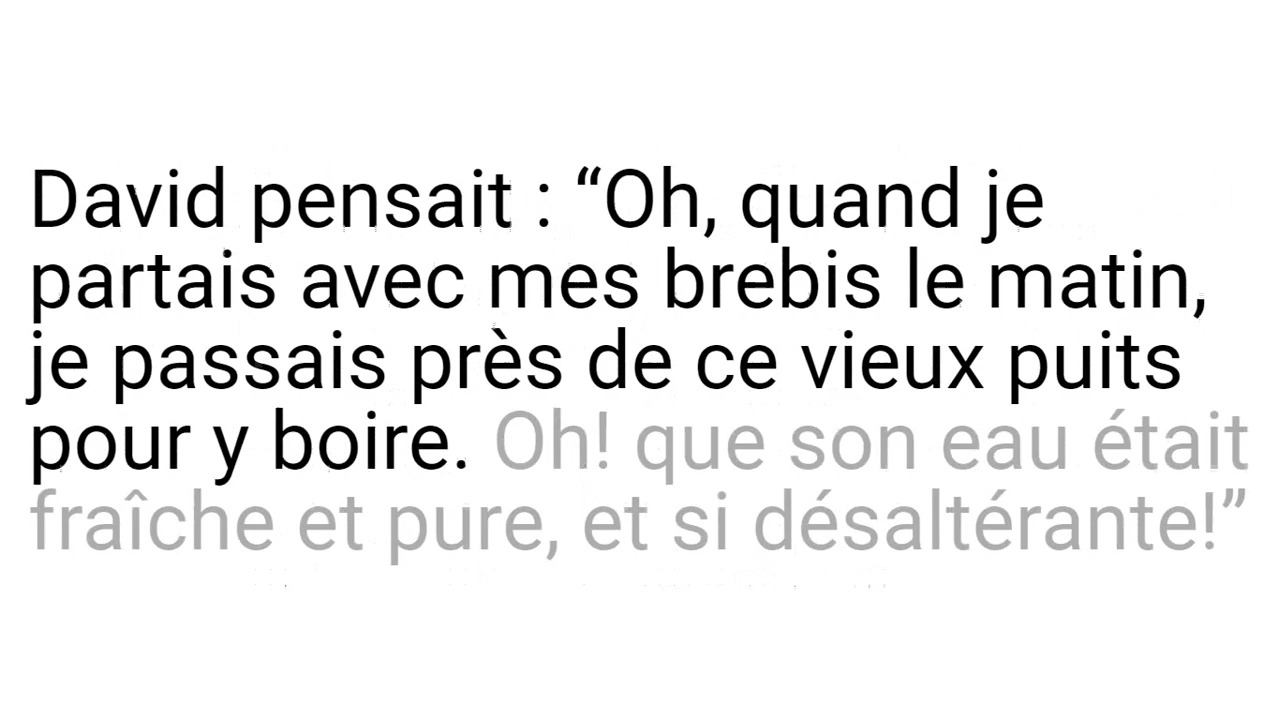 David pensait : “Oh, quand je
partais avec mes brebis le matin,
je passais près de ce vieux puits
pour y boire. Oh! que son eau était
fraîche et pure, et si désaltérante!”